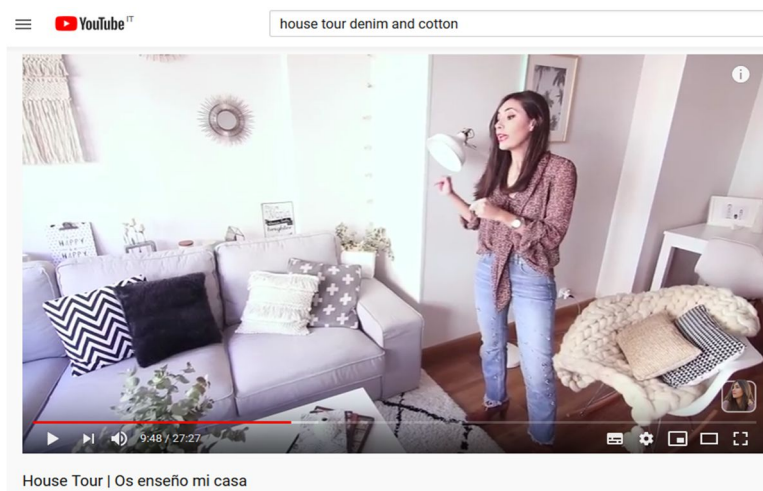 YouTube IT
house tour denim and cotton
HAPPY
9:48 / 27:27
House Tour | Os enseño mi casa